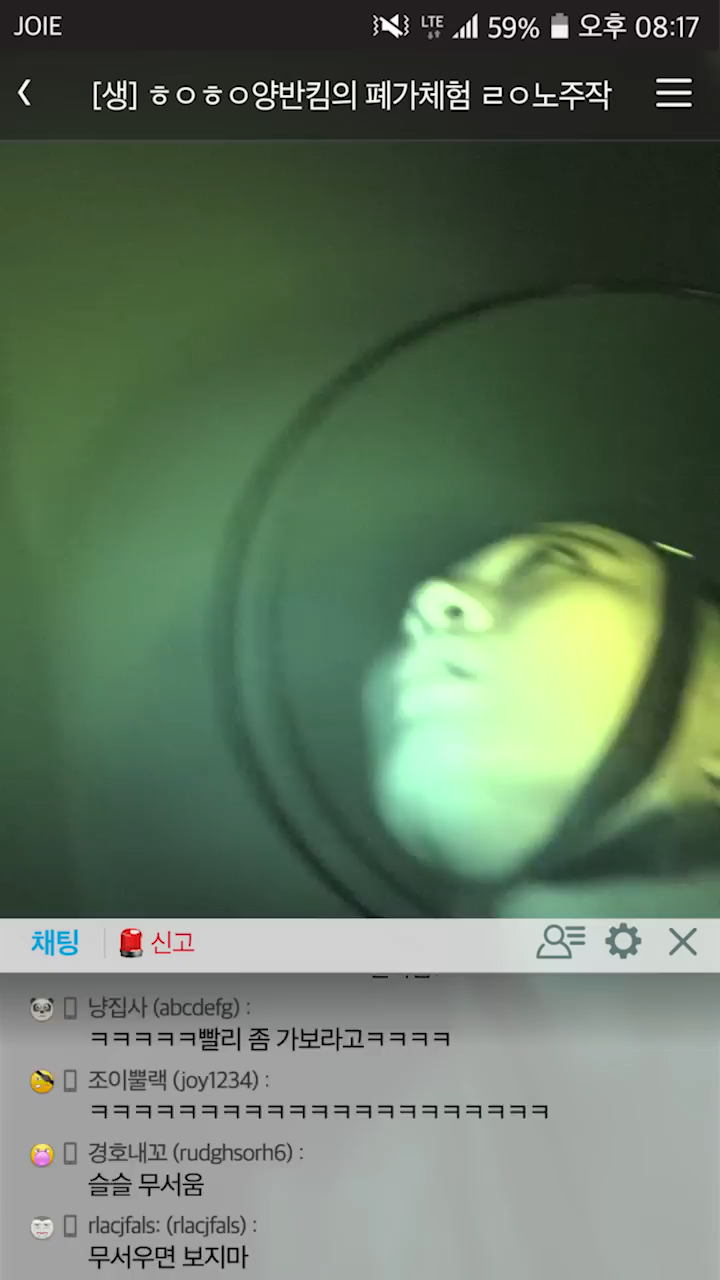 JOIE LTE 59% 오후 08:17
[생] ㅎㅇㅎㅇ양반킴의 폐가체험 ㄹㅇ노주작
채팅 신고
냥집사 (abcdefg) :
ㅋㅋㅋㅋㅋㅋ빨리 좀 가보라고ㅋㅋㅋㅋ
조이뿔랙 (joy1234) :
ㅋㅋㅋㅋㅋㅋㅋㅋㅋㅋㅋㅋㅋㅋㅋㅋㅋㅋㅋㅋㅋㅋㅋㅋㅋ
경호내꼬 (rudghsorh6) :
슬슬 무서움
rlacjfals: (rlacjfals) :
무서우면 보지마